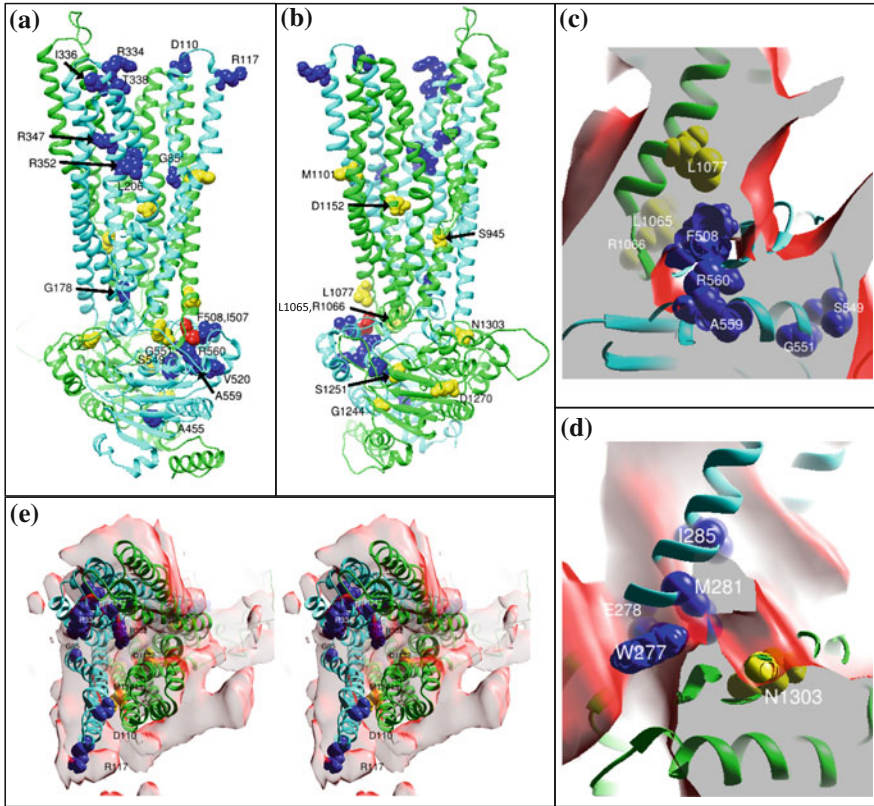 (a)
I336
R334
D110
R117
T338
R347
R352
G85
L206
G178
F508,I507
G551
R560
V520
A559
A455
(b)
M1101
D1152
S945
L1077
L1065,R1066
N1303
S1251
D1270
G1244
(c)
L1077
L1065
R1066
F508
R560
A559
S549
G551
(d)
I285
M281
E278
W277
N1303
(e)
D110
R117
D110
R117